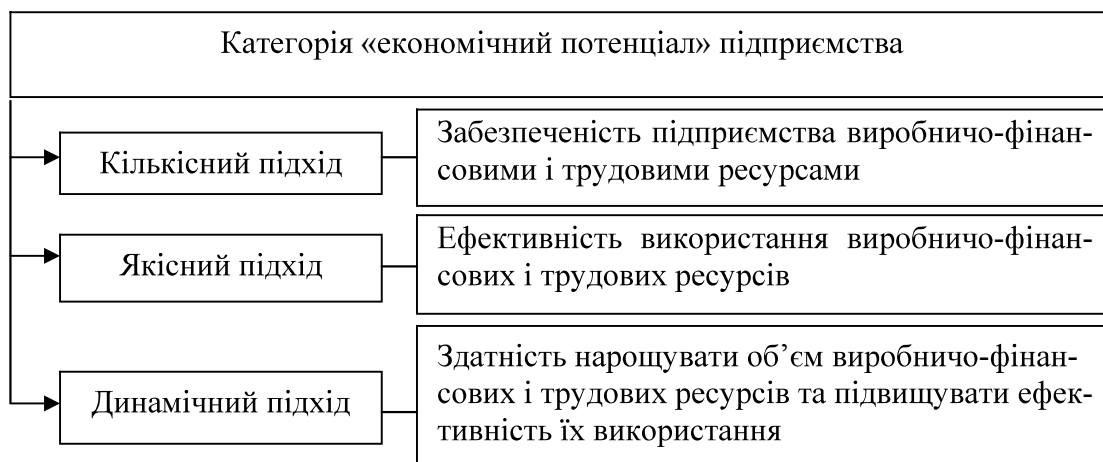 Категорія «економічний потенціал» підприємства
Кількісний підхід
Забезпеченість підприємства виробничо-фінан-
совими і трудовими ресурсами
Якісний підхід
Ефективність використання виробничо-фінан-
сових і трудових ресурсів
Динамічний підхід
Здатність нарощувати об’єм виробничо-фінан-
сових і трудових ресурсів та підвищувати ефек-
тивність їх використання